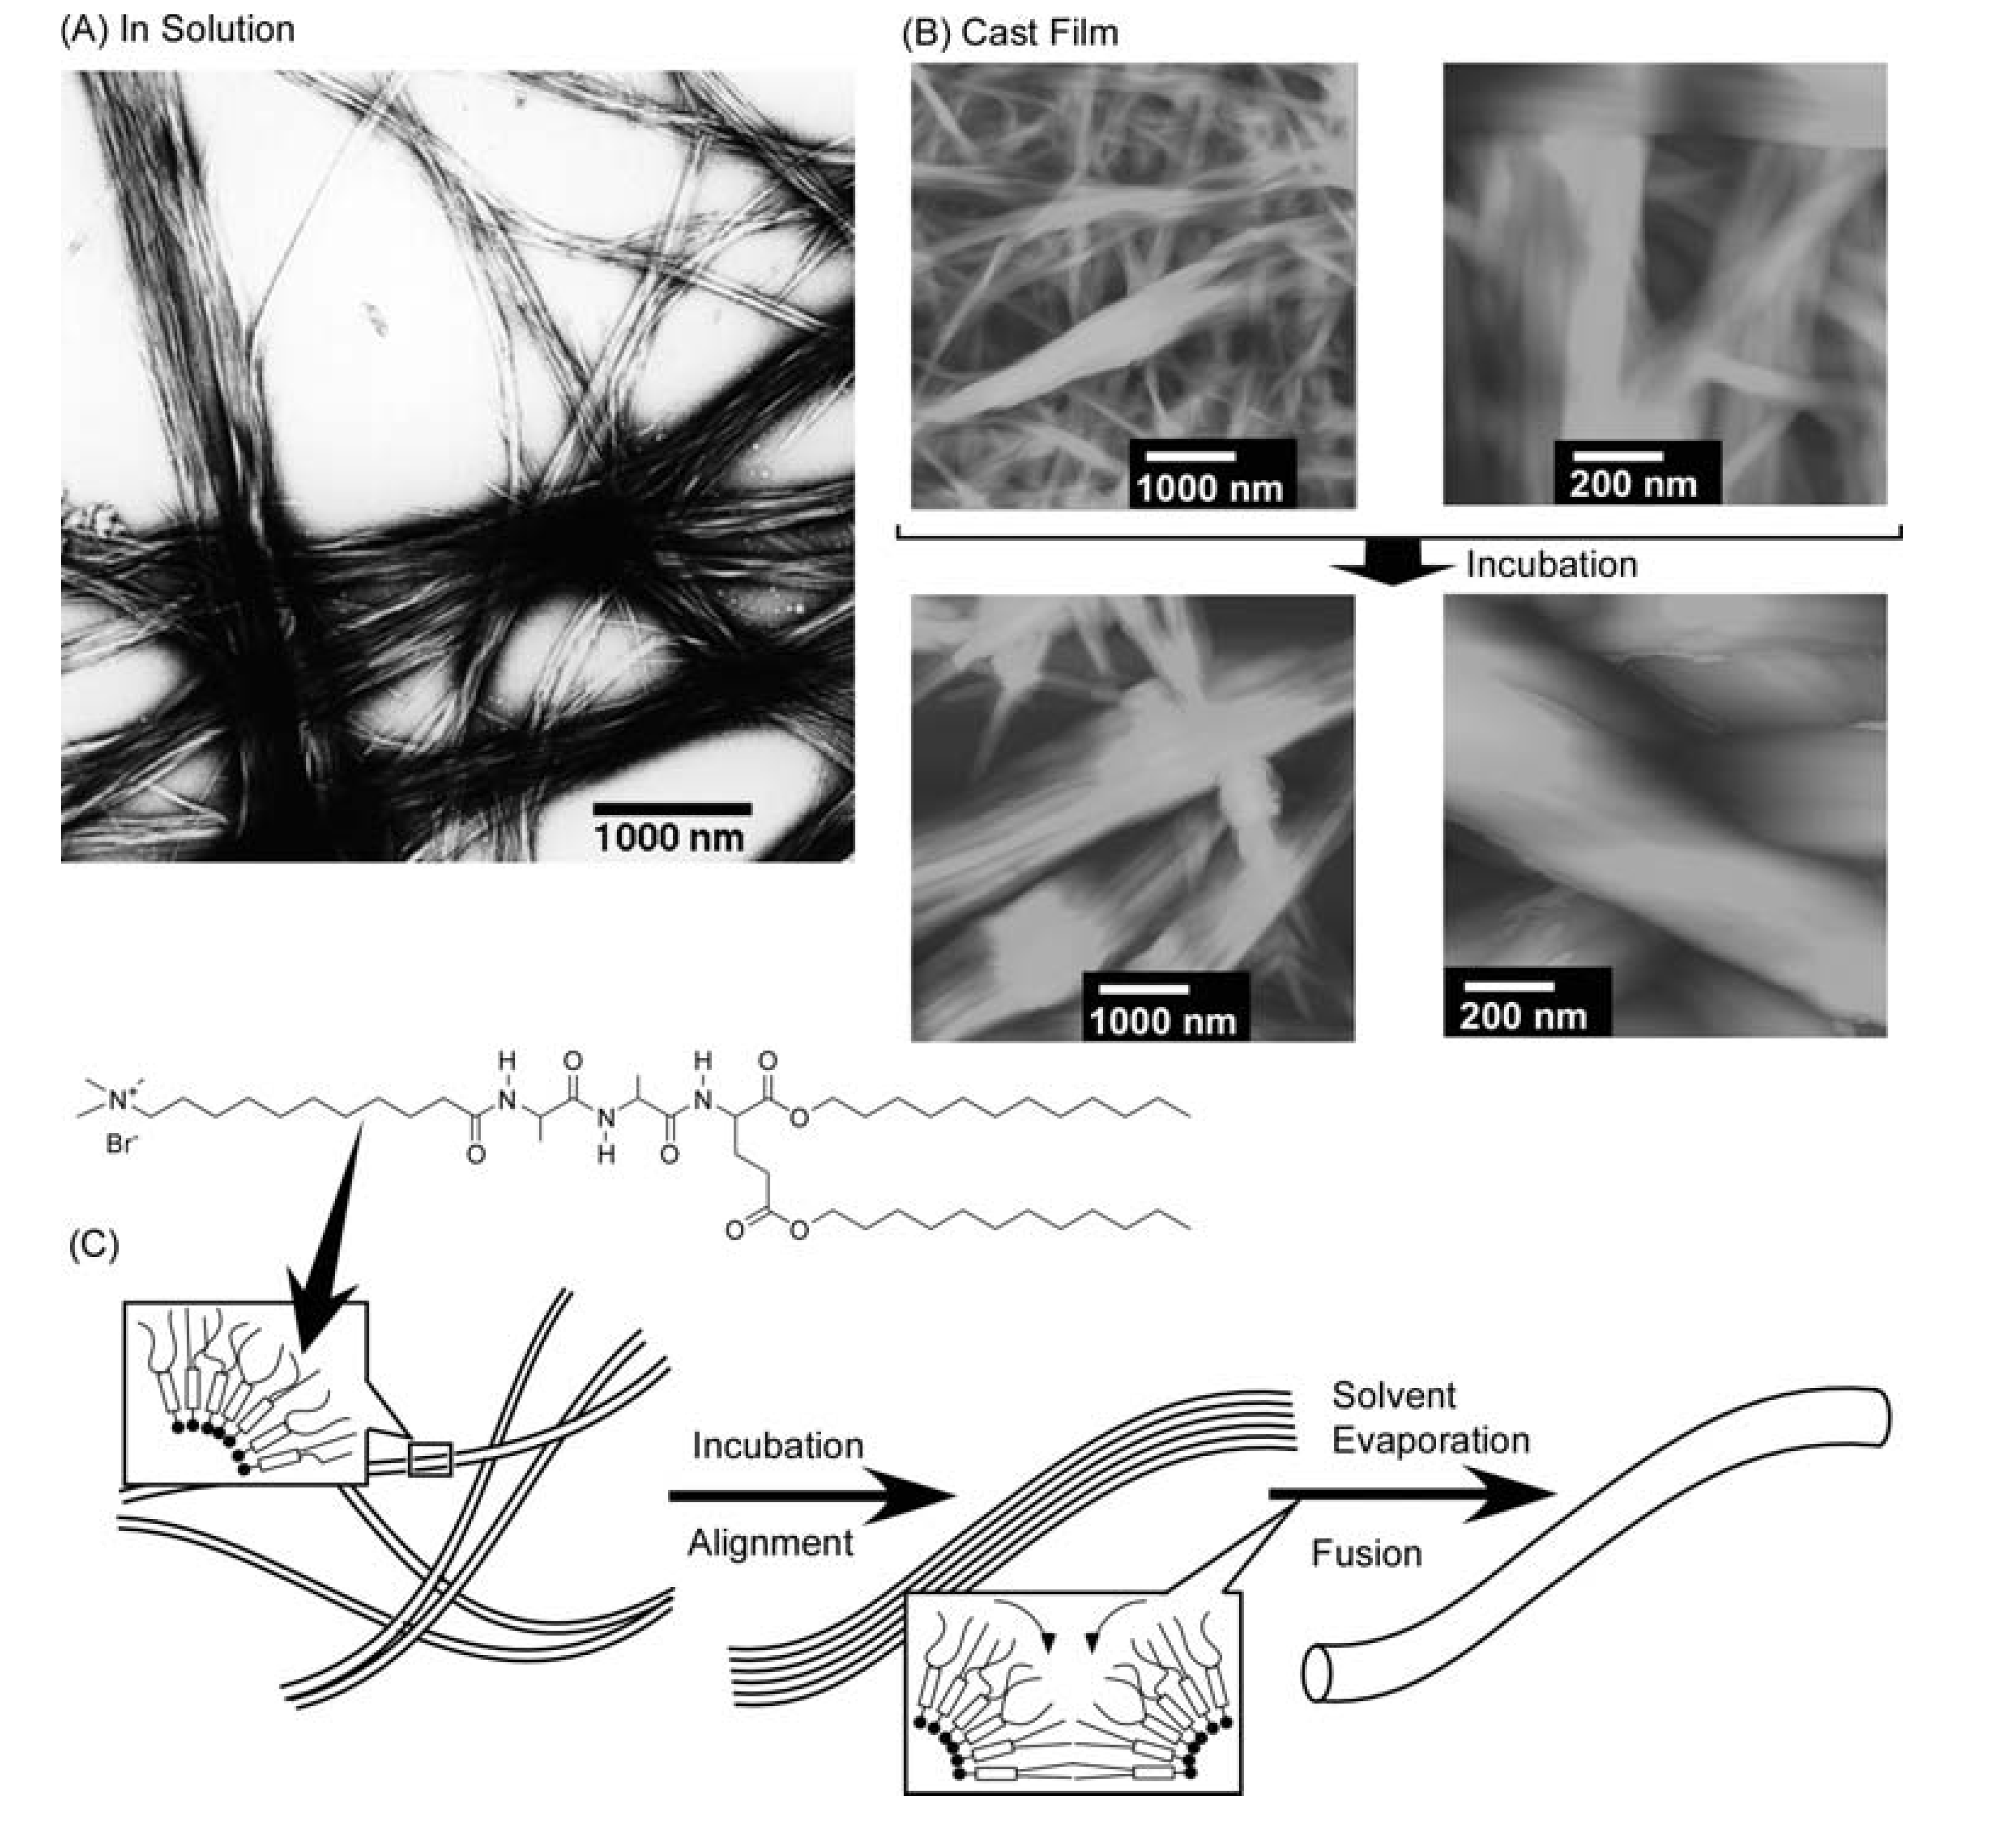 (A) In Solution
1000 nm
(B) Cast Film
1000 nm
200 nm
Incubation
1000 nm
200 nm
N+
Br-
O
H
N
O
N
H
O
H
N
O
O
O
O
(C)
Incubation
Alignment
Solvent
Evaporation
Fusion